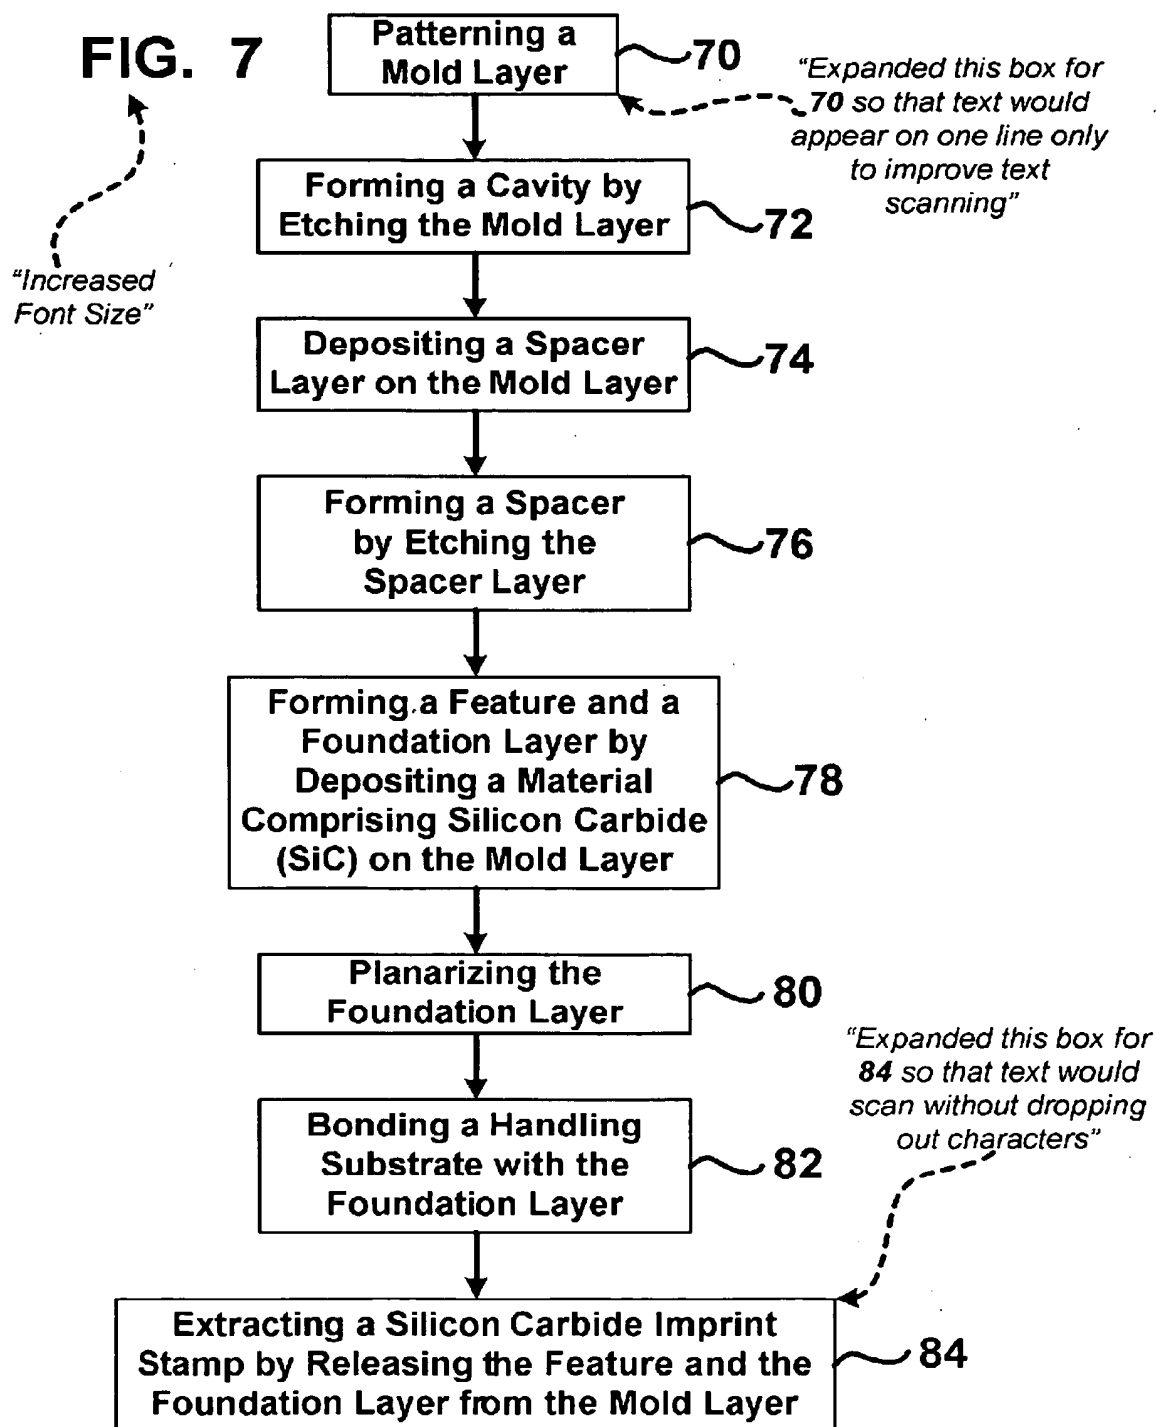 FIG. 7
Patterning a
Mold Layer
70
"Expanded this box for
70 so that text would
appear on one line only
to improve text
scanning"
Forming a Cavity by
Etching the Mold Layer
72
"Increased
Font Size"
Depositing a Spacer
Layer on the Mold Layer
74
Forming a Spacer
by Etching the
Spacer Layer
76
Forming a Feature and a
Foundation Layer by
Depositing a Material
Comprising Silicon Carbide
(SiC) on the Mold Layer
78
Planarizing the
Foundation Layer
80
"Expanded this box for
84 so that text would
scan without dropping
out characters"
Bonding a Handling
Substrate with the
Foundation Layer
82
Extracting a Silicon Carbide Imprint
Stamp by Releasing the Feature and the
Foundation Layer from the Mold Layer
84